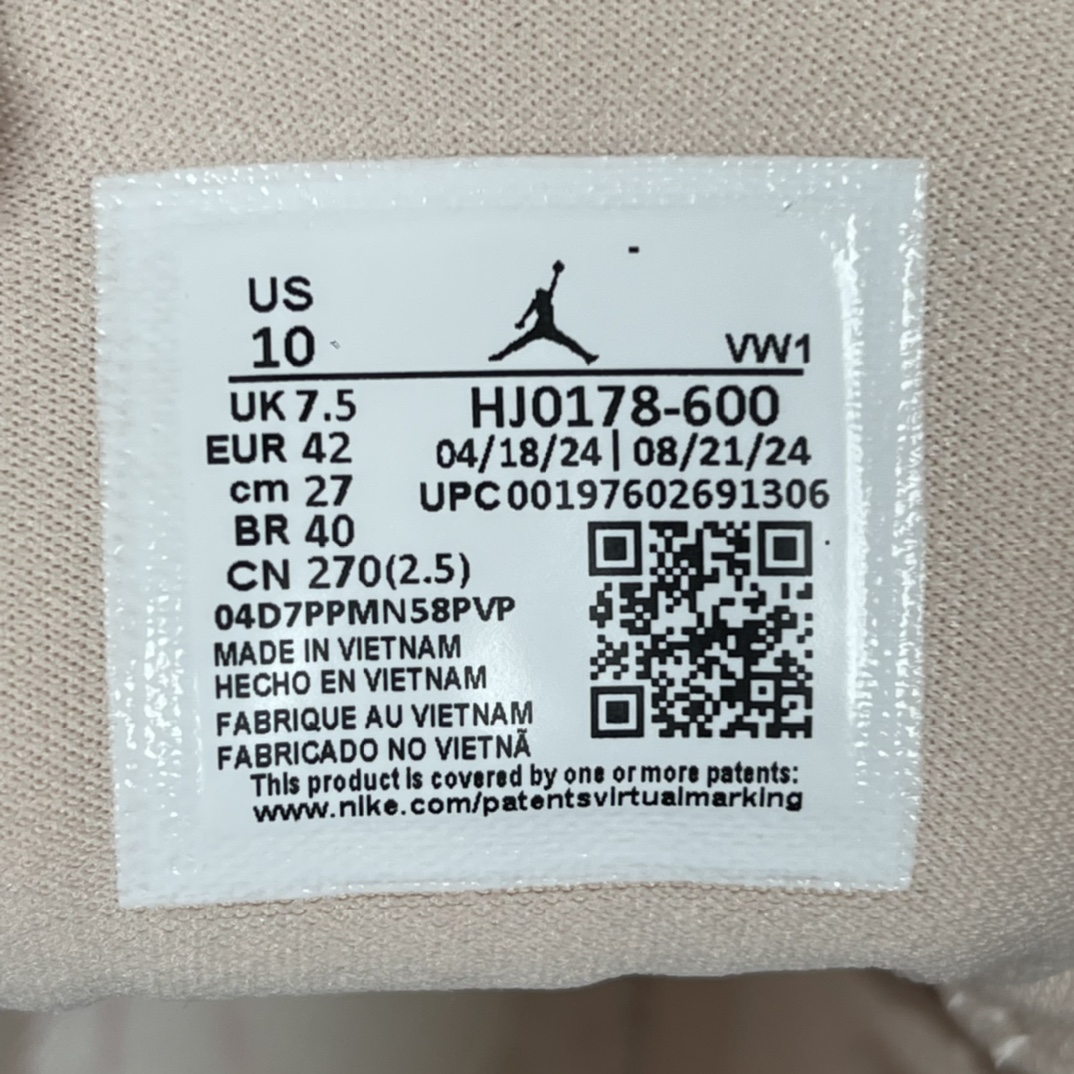 US
10
VW1
UK 7.5
HJ0178-600
EUR 42
04/18/24 | 08/21/24
cm 27
UPC00197602691306
BR 40
CN 270(2.5)
04D7PPMN58PVP
MADE IN VIETNAM
HECHO EN VIETNAM
FABRIQUE AU VIETNAM
FABRICADO NO VIETNÃ
This product is covered by one or more patents:
www.nike.com/patentsvirtualmarking